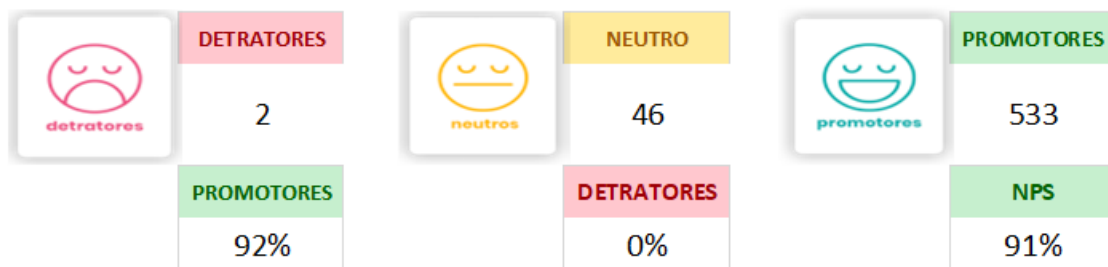 DETRATORES
NEUTRO
PROMOTORES
detratores
2
neutros
46
promotores
533
PROMOTORES
DETRATORES
NPS
92%
0%
91%